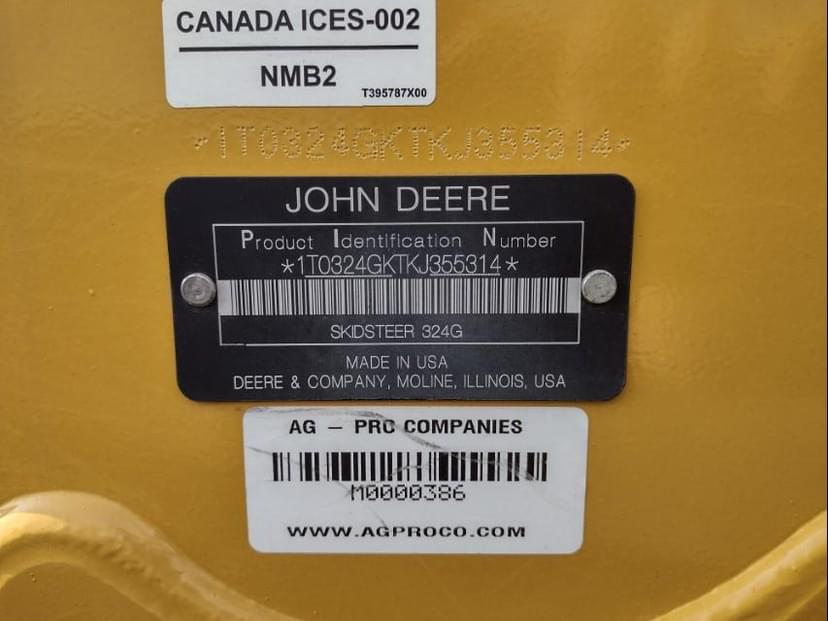 CANADA ICES-002
NMB2
T395787X00
*1T0324GKTKJ355314*
JOHN DEERE
Product Identification Number
*1T0324GKTKJ355314*
SKIDSTEER 324G
MADE IN USA
DEERE & COMPANY, MOLINE, ILLINOIS, USA
AG – PRO COMPANIES
M0000386
WWW.AGPROCO.COM